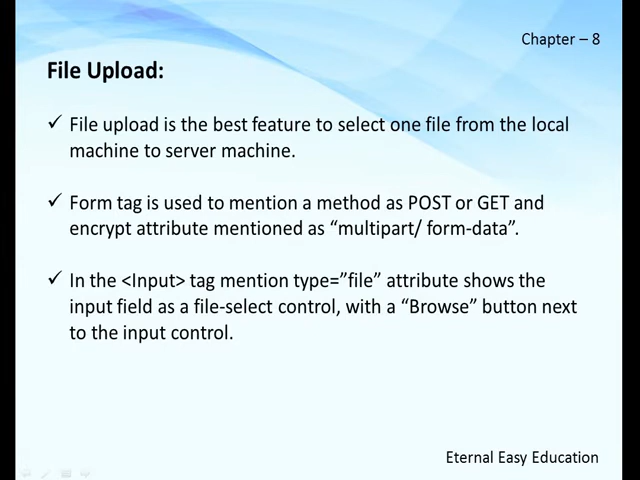 Chapter – 8
File Upload:
✓ File upload is the best feature to select one file from the local
machine to server machine.
✓ Form tag is used to mention a method as POST or GET and
encrypt attribute mentioned as “multipart/ form-data”.
✓ In the <Input> tag mention type=”file” attribute shows the
input field as a file-select control, with a “Browse” button next
to the input control.
Eternal Easy Education